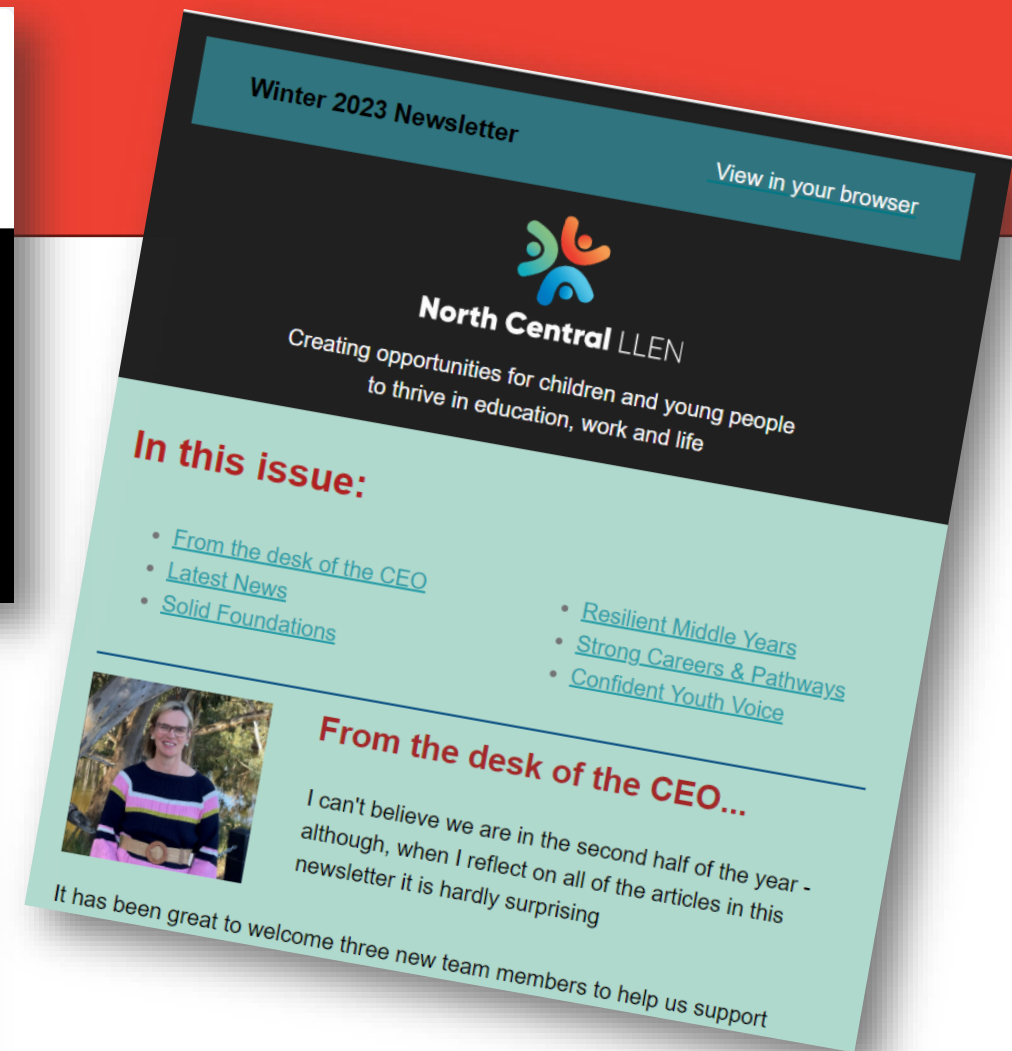 Winter 2023 Newsletter
View in your browser
North Central LLEN
Creating opportunities for children and young people
to thrive in education, work and life
In this issue:
From the desk of the CEO
Latest News
Solid Foundations
Resilient Middle Years
Strong Careers & Pathways
Confident Youth Voice
From the desk of the CEO...
I can't believe we are in the second half of the year -
although, when I reflect on all of the articles in this
newsletter it is hardly surprising
It has been great to welcome three new team members to help us support